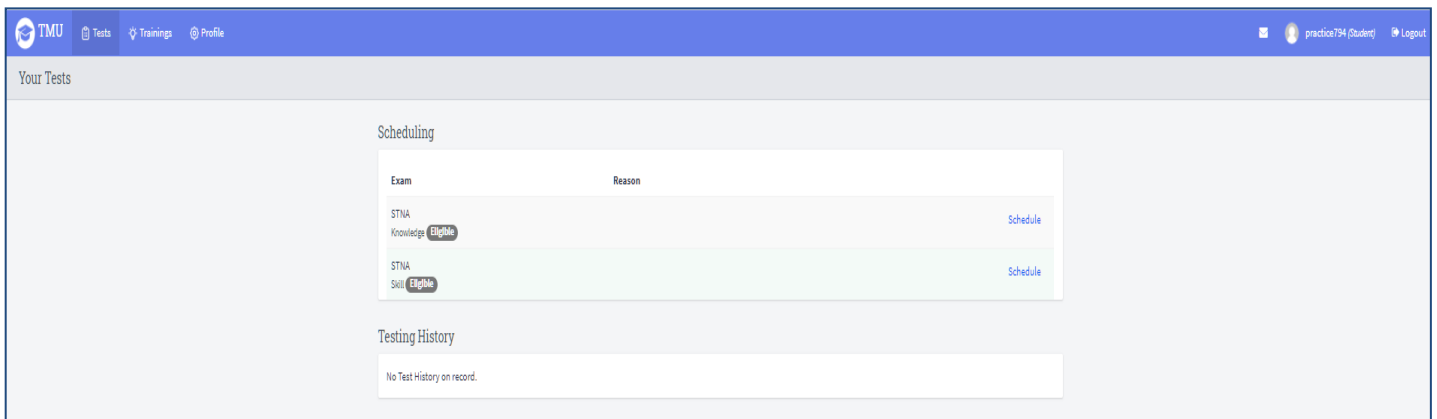 TMU Tests Trainings Profile practice794 (Student) Logout
Your Tests
Scheduling
Exam Reason
STNA
Knowledge Eligible Schedule
STNA
Skill Eligible Schedule
Testing History
No Test History on record.